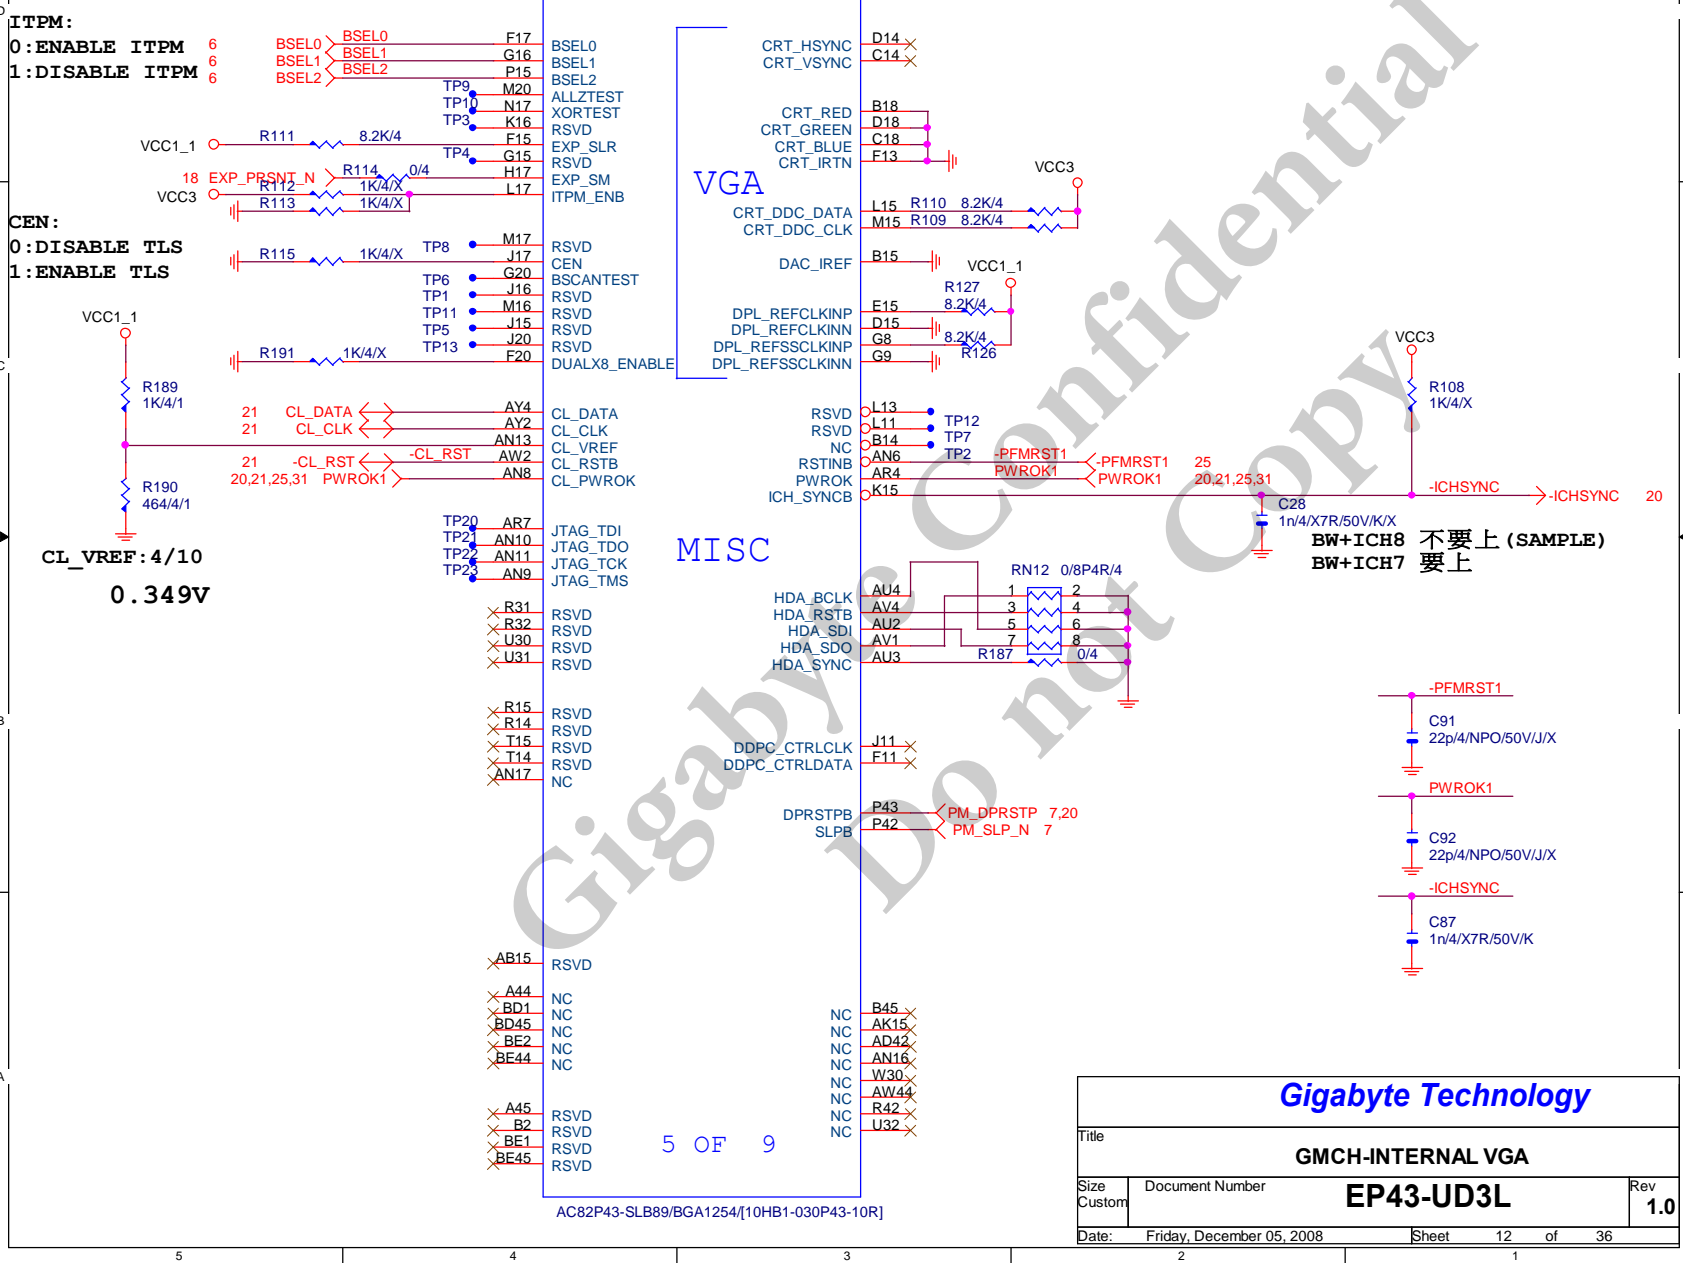 ITPM:
0:ENABLE ITPM
1:DISABLE ITPM
6 BSEL0 BSEL0 F17 BSEL0
6 BSEL1 BSEL1 G16 BSEL1
6 BSEL2 BSEL2 P15 BSEL2
TP9 M20 ALLZTEST
TP10 N17 XORTEST
TP3 K16 RSVD
VCC1_1 R111 8.2K/4 F15 EXP_SLR
TP4 G15 RSVD
18 EXP_PRSNT_N R114 0/4 H17 EXP_SM
VCC3 R112 1K/4/X L17 ITPM_ENB
R113 1K/4/X
CEN:
0:DISABLE TLS
1:ENABLE TLS
TP8 M17 RSVD
R115 1K/4/X J17 CEN
TP6 G20 BSCANTEST
TP1 J16 RSVD
TP11 M16 RSVD
TP5 J15 RSVD
TP13 J20 RSVD
R191 1K/4/X F20 DUALX8_ENABLE
VCC1_1
R189
1K/4/1
R190
464/4/1
CL_VREF:4/10
0.349V
21 CL_DATA AY4 CL_DATA
21 CL_CLK AY2 CL_CLK
AN13 CL_VREF
21 -CL_RST -CL_RST AW2 CL_RSTB
20,21,25,31 PWROK1 AN8 CL_PWROK
TP20 AR7 JTAG_TDI
TP21 AN10 JTAG_TDO
TP22 AN11 JTAG_TCK
TP23 AN9 JTAG_TMS
R31 RSVD
R32 RSVD
U30 RSVD
U31 RSVD
R15 RSVD
R14 RSVD
T15 RSVD
T14 RSVD
AN17 NC
AB15 RSVD
A44 NC
BD1 NC
BD45 NC
BE2 NC
BE44 NC
A45 RSVD
B2 RSVD
BE1 RSVD
BE45 RSVD
VGA
MISC
5 OF 9
AC82P43-SLB89/BGA1254/[10HB1-030P43-10R]
CRT_HSYNC D14
CRT_VSYNC C14
CRT_RED B18
CRT_GREEN D18
CRT_BLUE C18
CRT_IRTN F13
VCC3
CRT_DDC_DATA L15 R110 8.2K/4
CRT_DDC_CLK M15 R109 8.2K/4
DAC_IREF B15
VCC1_1
R127
8.2K/4
DPL_REFCLKINP E15
DPL_REFCLKINN D15
DPL_REFSSCLKINP G8 8.2K/4
R126
DPL_REFSSCLKINN G9
RSVD L13 TP12
RSVD L11 TP7
NC B14 TP2
RSTINB AN6 -PFMRST1 -PFMRST1 25
PWROK AR4 PWROK1 PWROK1 20,21,25,31
ICH_SYNCB K15 -ICHSYNC -ICHSYNC 20
VCC3
R108
1K/4/X
C28
1n/4/X7R/50V/K/X
BW+ICH8 不要上(SAMPLE)
BW+ICH7 要上
RN12 0/8P4R/4
HDA_BCLK AU4 1 2
HDA_RSTB AV4 3 4
HDA_SDI AU2 5 6
HDA_SDO AV1 7 8
HDA_SYNC AU3 R187 0/4
DDPC_CTRLCLK J11
DDPC_CTRLDATA F11
DPRSTPB P43 PM_DPRSTP 7,20
SLPB P42 PM_SLP_N 7
-PFMRST1
C91
22p/4/NPO/50V/J/X
PWROK1
C92
22p/4/NPO/50V/J/X
-ICHSYNC
C87
1n/4/X7R/50V/K
NC B45
NC AK15
NC AD42
NC AN16
NC W30
NC AW44
NC R42
NC U32
Gigabyte Confidential
Do not Copy
Gigabyte Technology
Title
GMCH-INTERNAL VGA
Size
Custom
Document Number
EP43-UD3L
Rev
1.0
Date: Friday, December 05, 2008 Sheet 12 of 36
5 4 3 2 1
C
B
A